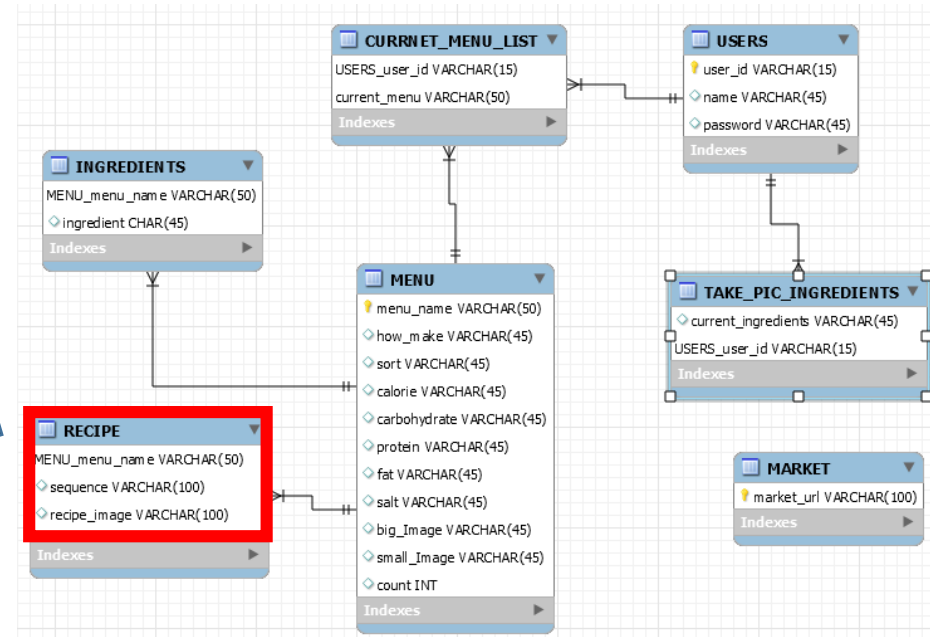 CURRNET_MENU_LIST
USERS_user_id VARCHAR(15)
current_menu VARCHAR(50)
Indexes
USERS
user_id VARCHAR(15)
name VARCHAR(45)
password VARCHAR(45)
Indexes
INGREDIENTS
MENU_menu_name VARCHAR(50)
ingredient CHAR(45)
Indexes
MENU
menu_name VARCHAR(50)
how_make VARCHAR(45)
sort VARCHAR(45)
calorie VARCHAR(45)
carbohydrate VARCHAR(45)
protein VARCHAR(45)
fat VARCHAR(45)
salt VARCHAR(45)
big_Image VARCHAR(45)
small_Image VARCHAR(45)
count INT
Indexes
TAKE_PIC_INGREDIENTS
current_ingredients VARCHAR(45)
USERS_user_id VARCHAR(15)
Indexes
RECIPE
MENU_menu_name VARCHAR(50)
sequence VARCHAR(100)
recipe_image VARCHAR(100)
Indexes
MARKET
market_url VARCHAR(100)
Indexes